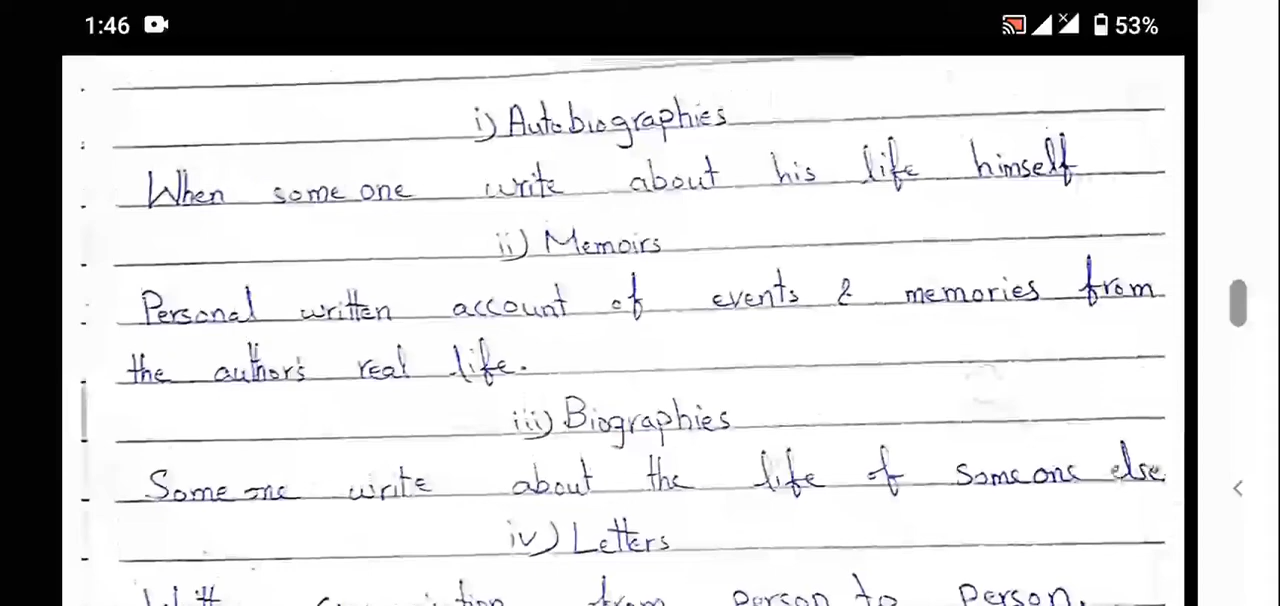 1:46 53%
i) Autobiographies
When some one write about his life himself
ii) Memoirs
Personal written account of events & memories from
the author's real life.
iii) Biographies
Some one write about the life of someone else
iv) Letters
from person to person.